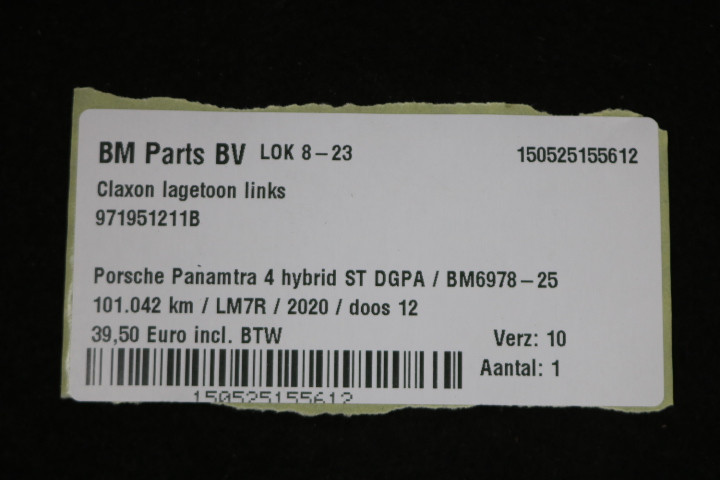 BM Parts BV LOK 8-23 150525155612
Claxon lagetoon links
971951211B
Porsche Panamtra 4 hybrid ST DGPA / BM6978-25
101.042 km / LM7R / 2020 / doos 12
39,50 Euro incl. BTW Verz: 10
Aantal: 1
150525155612